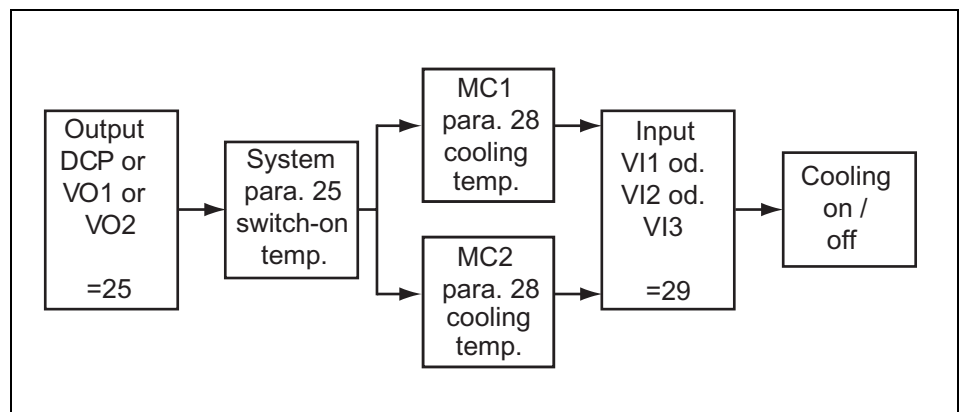 Output
DCP or
VO1 or
VO2
=25
System
para. 25
switch-on
temp.
MC1
para. 28
cooling
temp.
MC2
para. 28
cooling
temp.
Input
VI1 od.
VI2 od.
VI3
=29
Cooling
on /
off